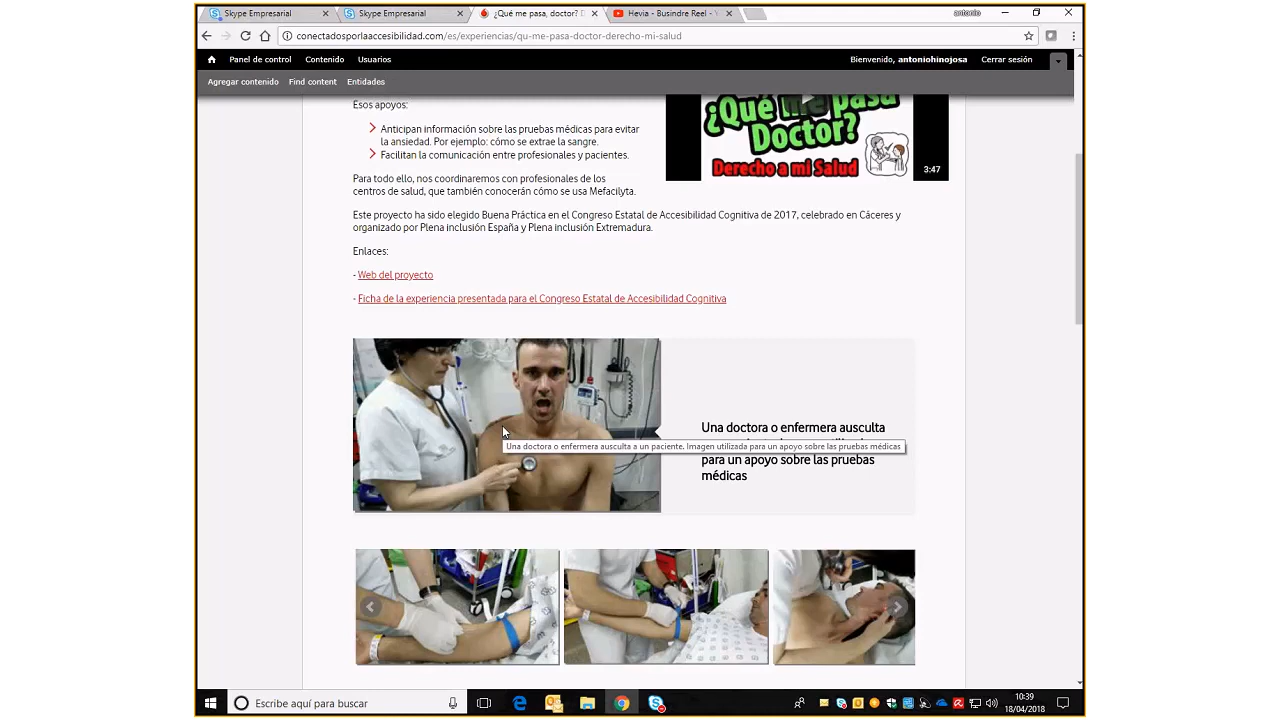 Skype Empresarial
Skype Empresarial
¿Qué me pasa, doctor?
Hevia - Busindre Reel -
antonio
conectadosporlaaccesibilidad.com/es/experiencias/qu-me-pasa-doctor-derecho-mi-salud
Panel de control Contenido Usuarios
Bienvenido, antoniohinojosa Cerrar sesión
Agregar contenido Find content Entidades
Esos apoyos:
¿Qué me pasa
Doctor?
Derecho a mi Salud
3:47
Anticipan información sobre las pruebas médicas para evitar
la ansiedad. Por ejemplo: cómo se extrae la sangre.
Facilitan la comunicación entre profesionales y pacientes.
Para todo ello, nos coordinaremos con profesionales de los
centros de salud, que también conocerán cómo se usa Mefacilyta.
Este proyecto ha sido elegido Buena Práctica en el Congreso Estatal de Accesibilidad Cognitiva de 2017, celebrado en Cáceres y
organizado por Plena inclusión España y Plena inclusión Extremadura.
Enlaces:
- Web del proyecto
- Ficha de la experiencia presentada para el Congreso Estatal de Accesibilidad Cognitiva
Una doctora o enfermera ausculta
Una doctora o enfermera ausculta a un paciente. Imagen utilizada para un apoyo sobre las pruebas médicas
para un apoyo sobre las pruebas
médicas
Escribe aquí para buscar
10:39
18/04/2018